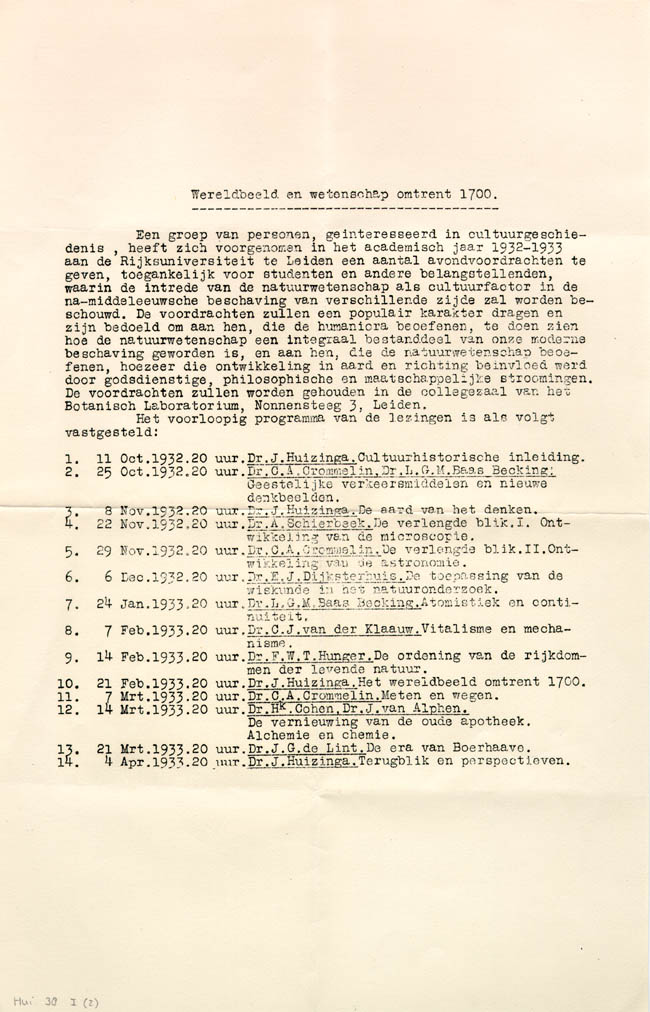 Wereldbeeld en wetenschap omtrent 1700.
Een groep van personen, geinteresseerd in cultuurgeschie-
denis , heeft zich voorgenomen in het academisch jaar 1932-1933
aan de Rijksuniversiteit te Leiden een aantal avondvoordrachten te
geven, toegankelijk voor studenten en andere belangstellenden,
waarin de intrede van de natuurwetenschap als cultuurfactor in de
na-middeleeuwsche beschaving van verschillende zijde zal worden be-
schouwd. De voordrachten zullen een populair karakter dragen en
zijn bedoeld om aan hen, die de humaniora beoefenen, te doen zien
hoe de natuurwetenschap een integraal bestanddeel van onze moderne
beschaving geworden is, en aan hen, die de natuurwetenschap beoe-
fenen, hoezeer die ontwikkeling in aard en richting beinvloed werd
door godsdienstige, philosophische en maatschappelijke stroomingen.
De voordrachten zullen worden gehouden in de collegezaal van het
Botanisch Laboratorium, Nonnensteeg 3, Leiden.
Het voorloopig programma van de lezingen is als volgt
vastgesteld:
1. 11 Oct.1932.20 uur.Dr.J.Huizinga.Cultuurhistorische inleiding.
2. 25 Oct.1932.20 uur.Dr.C.A.Crommelin,Dr.L.G.M.Baas Becking:
Geestelijke verkeersmiddelen en nieuwe
denkbeelden.
3. 8 Nov.1932.20 uur.Dr.J.Huizinga.De aard van het denken.
4. 22 Nov.1932.20 uur.Dr.A.Schierbeek.De verlengde blik.I. Ont-
wikkeling van de microscopie.
5. 29 Nov.1932.20 uur.Dr.C.A.Crommelin.De verlengde blik.II.Ont-
wikkeling van de astronomie.
6. 6 Dec.1932.20 uur.Dr.E.J.Dijksterhuis.De toepassing van de
wiskunde in het natuuronderzoek.
7. 24 Jan.1933.20 uur.Dr.L.G.M.Baas Becking.Atomistiek en conti-
nuiteit.
8. 7 Feb.1933.20 uur.Dr.C.J.van der Klaauw.Vitalisme en mecha-
nisme.
9. 14 Feb.1933.20 uur.Dr.F.W.T.Hunger.De ordening van de rijkdom-
men der levende natuur.
10. 21 Feb.1933.20 uur.Dr.J.Huizinga.Het wereldbeeld omtrent 1700.
11. 7 Mrt.1933.20 uur.Dr.C.A.Crommelin.Meten en wegen.
12. 14 Mrt.1933.20 uur.Dr.Hk.Cohen,Dr.J.van Alphen.
De vernieuwing van de oude apotheek.
Alchemie en chemie.
13. 21 Mrt.1933.20 uur.Dr.J.G.de Lint.De era van Boerhaave.
14. 4 Apr.1933.20 uur.Dr.J.Huizinga.Terugblik en perspectieven.
Hui 30 I (2)